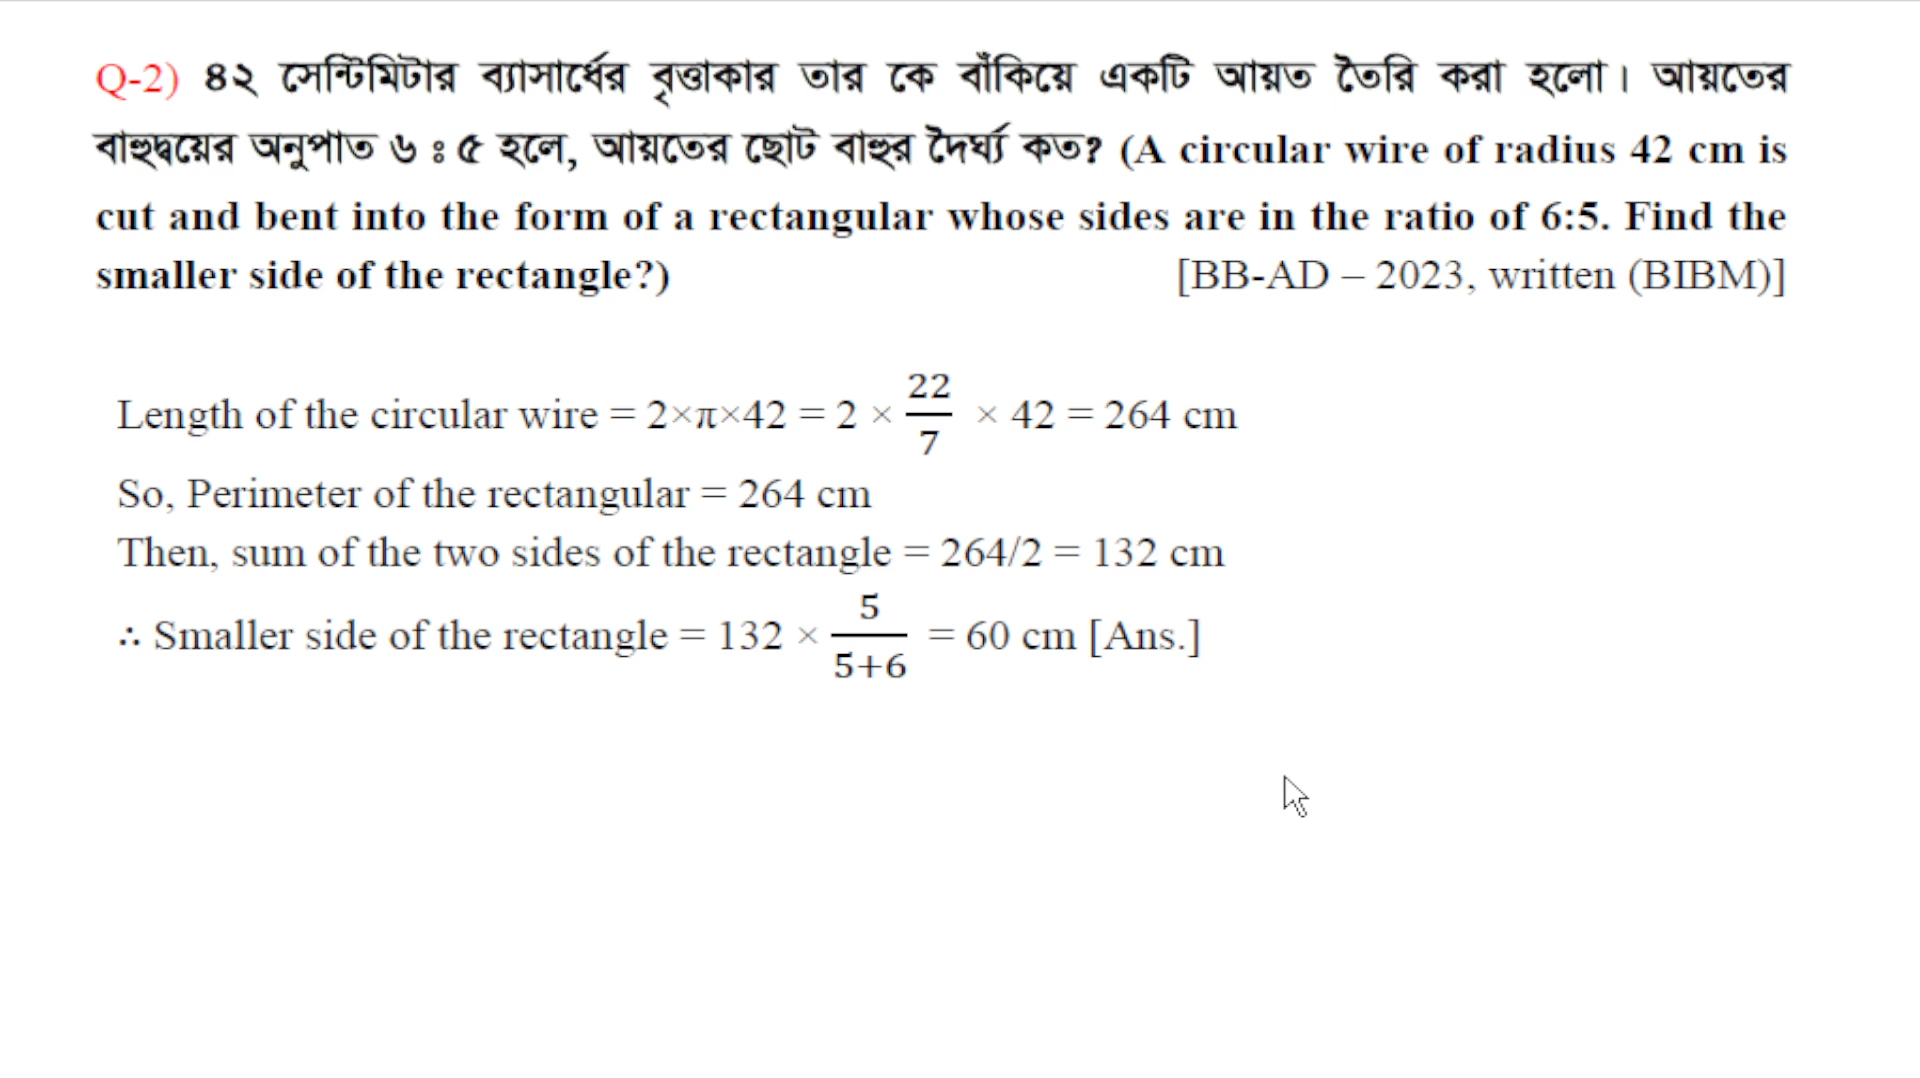 Q-2) ৪২ সেন্টিমিটার ব্যাসার্ধের বৃত্তাকার তার কে বাঁকিয়ে একটি আয়ত তৈরি করা হলো। আয়তের
বাহুদ্বয়ের অনুপাত ৬ ঃ ৫ হলে, আয়তের ছোট বাহুর দৈর্ঘ্য কত? (A circular wire of radius 42 cm is
cut and bent into the form of a rectangular whose sides are in the ratio of 6:5. Find the
smaller side of the rectangle?) [BB-AD – 2023, written (BIBM)]
Length of the circular wire = 2×π×42 = 2 × 22/7 × 42 = 264 cm
So, Perimeter of the rectangular = 264 cm
Then, sum of the two sides of the rectangle = 264/2 = 132 cm
∴ Smaller side of the rectangle = 132 × 5/5+6 = 60 cm [Ans.]